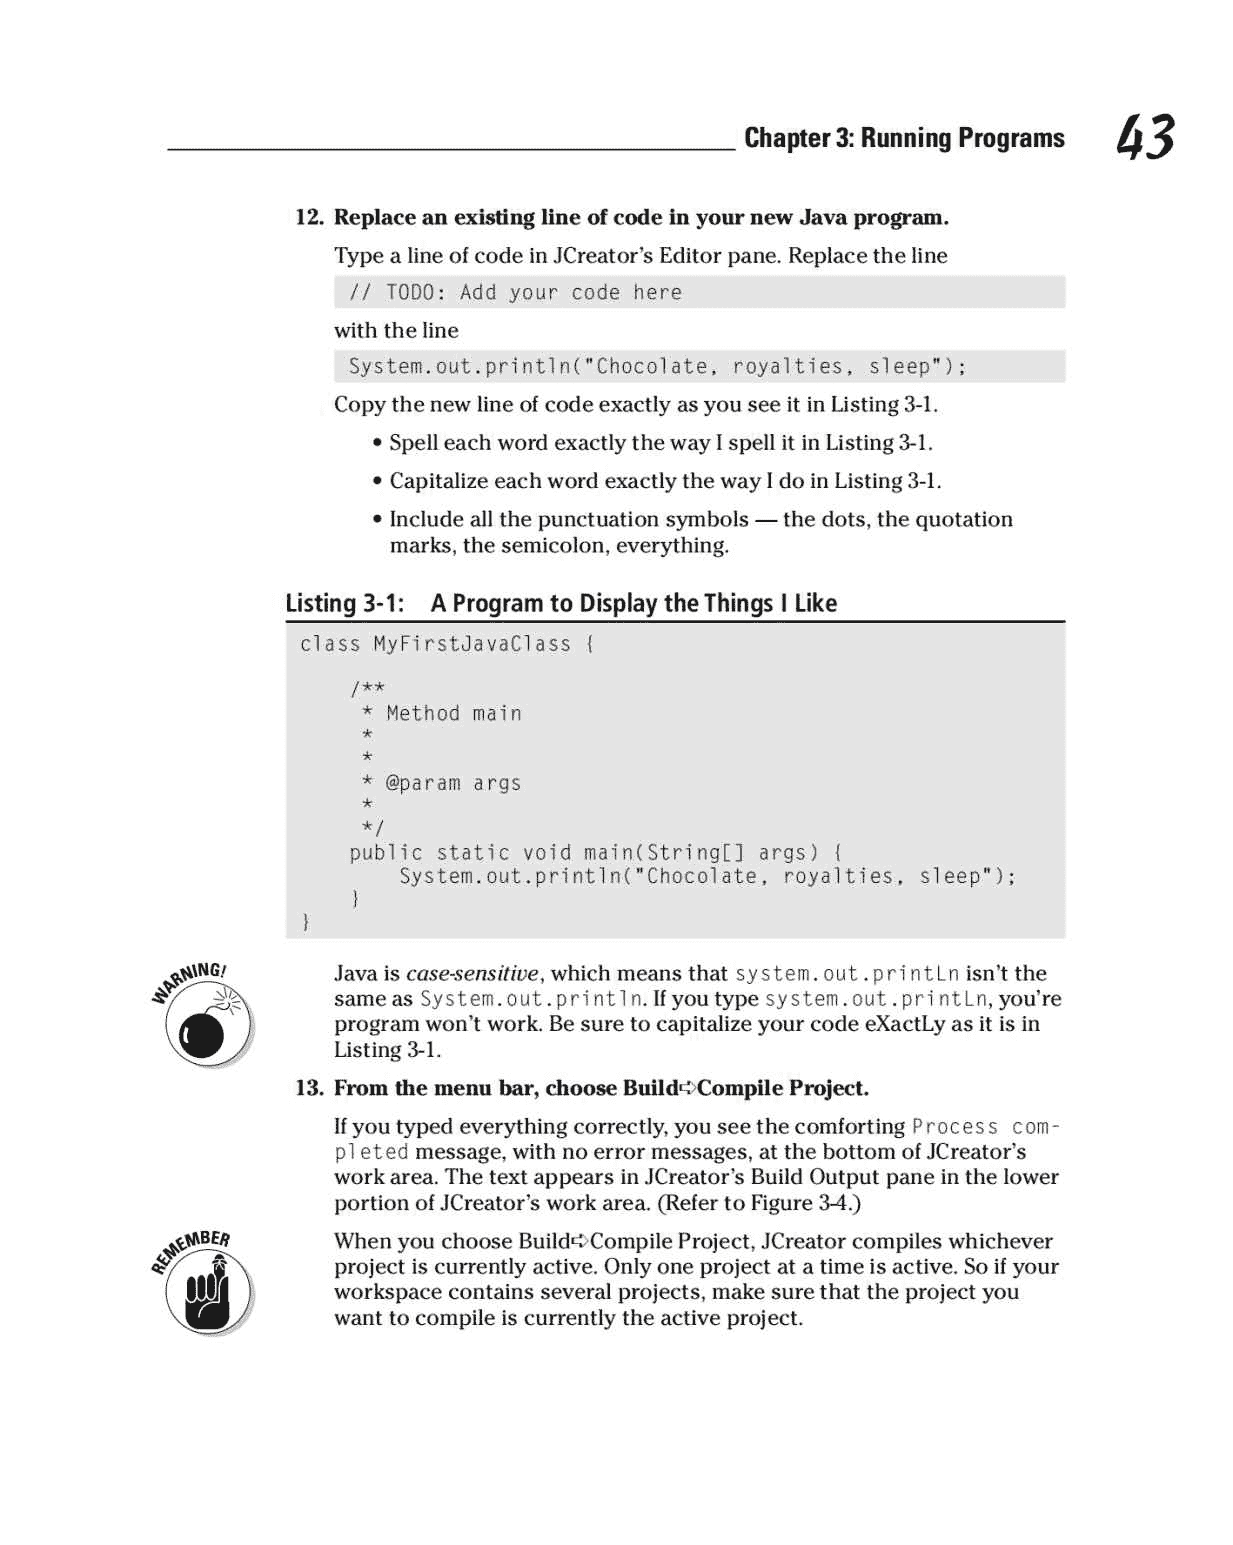 Chapter 3: Running Programs 43
12. Replace an existing line of code in your new Java program.
Type a line of code in JCreator's Editor pane. Replace the line
// TODO: Add your code here
with the line
System.out.println("Chocolate, royalties, sleep");
Copy the new line of code exactly as you see it in Listing 3-1.
• Spell each word exactly the way I spell it in Listing 3-1.
• Capitalize each word exactly the way I do in Listing 3-1.
• Include all the punctuation symbols — the dots, the quotation
marks, the semicolon, everything.
Listing 3-1: A Program to Display the Things I Like
class MyFirstJavaClass {
/**
* Method main
*
*
* @param args
*
*/
public static void main(String[] args) {
System.out.println("Chocolate, royalties, sleep");
}
}
WARNING!
Java is case-sensitive, which means that system.out.printLn isn't the
same as System.out.println. If you type system.out.printLn, you're
program won't work. Be sure to capitalize your code eXactLy as it is in
Listing 3-1.
13. From the menu bar, choose Build➪Compile Project.
If you typed everything correctly, you see the comforting Process com-
pleted message, with no error messages, at the bottom of JCreator's
work area. The text appears in JCreator's Build Output pane in the lower
portion of JCreator's work area. (Refer to Figure 3-4.)
REMEMBER
When you choose Build➪Compile Project, JCreator compiles whichever
project is currently active. Only one project at a time is active. So if your
workspace contains several projects, make sure that the project you
want to compile is currently the active project.